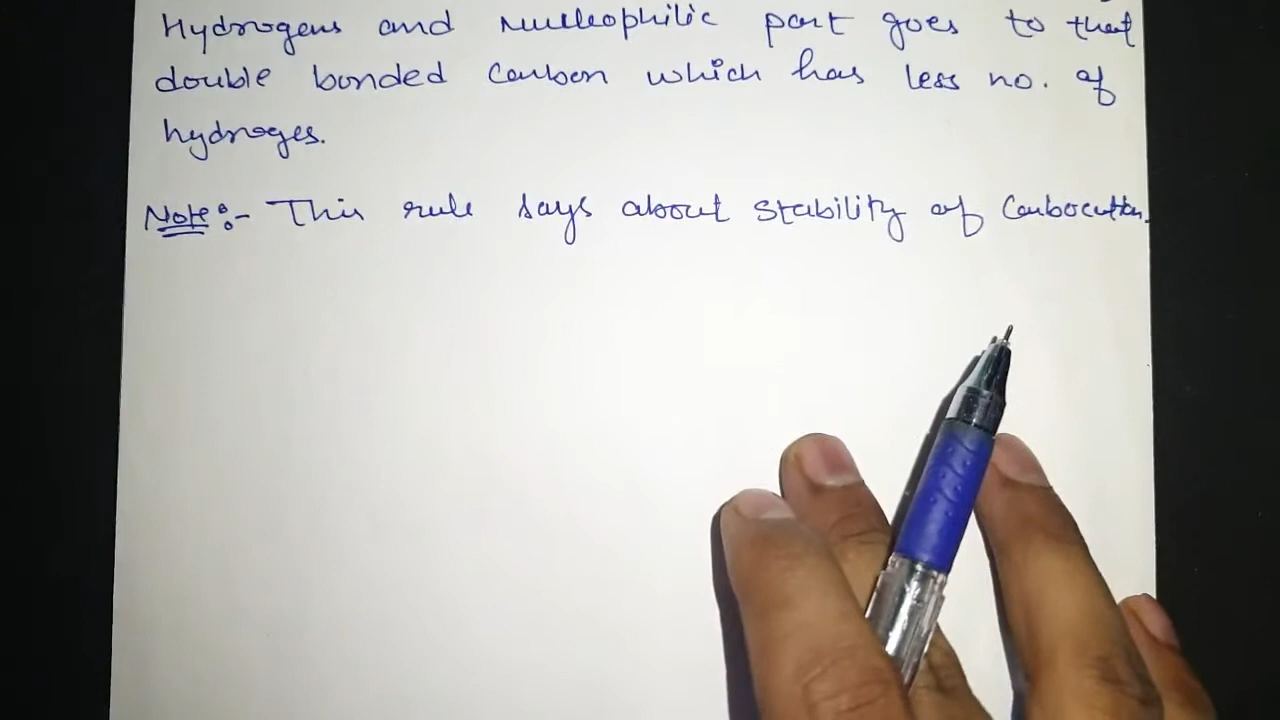 Hydrogens and nucleophilic part goes to that
double bonded carbon which has less no. of
hydroges.
Note:- This rule says about stability of Carbocation.